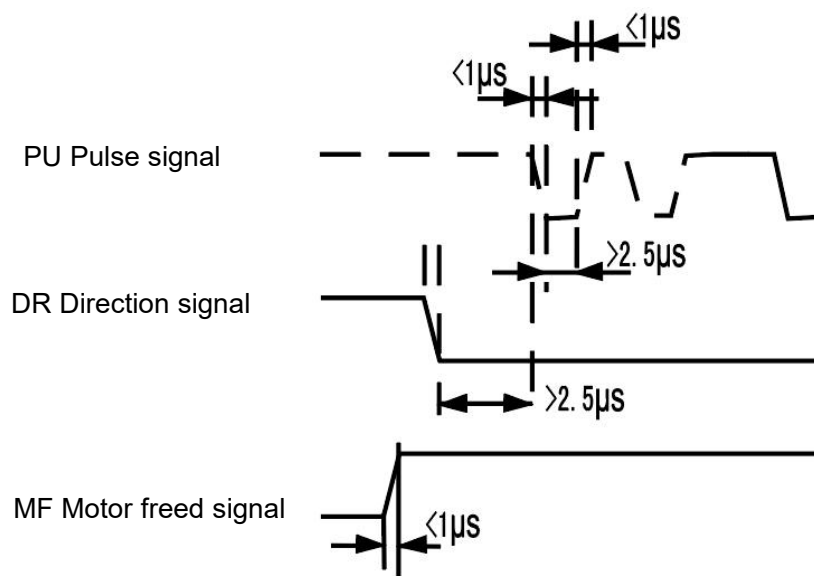 <1μs
<1μs
PU Pulse signal
>2. 5μs
DR Direction signal
>2. 5μs
MF Motor freed signal
<1μs